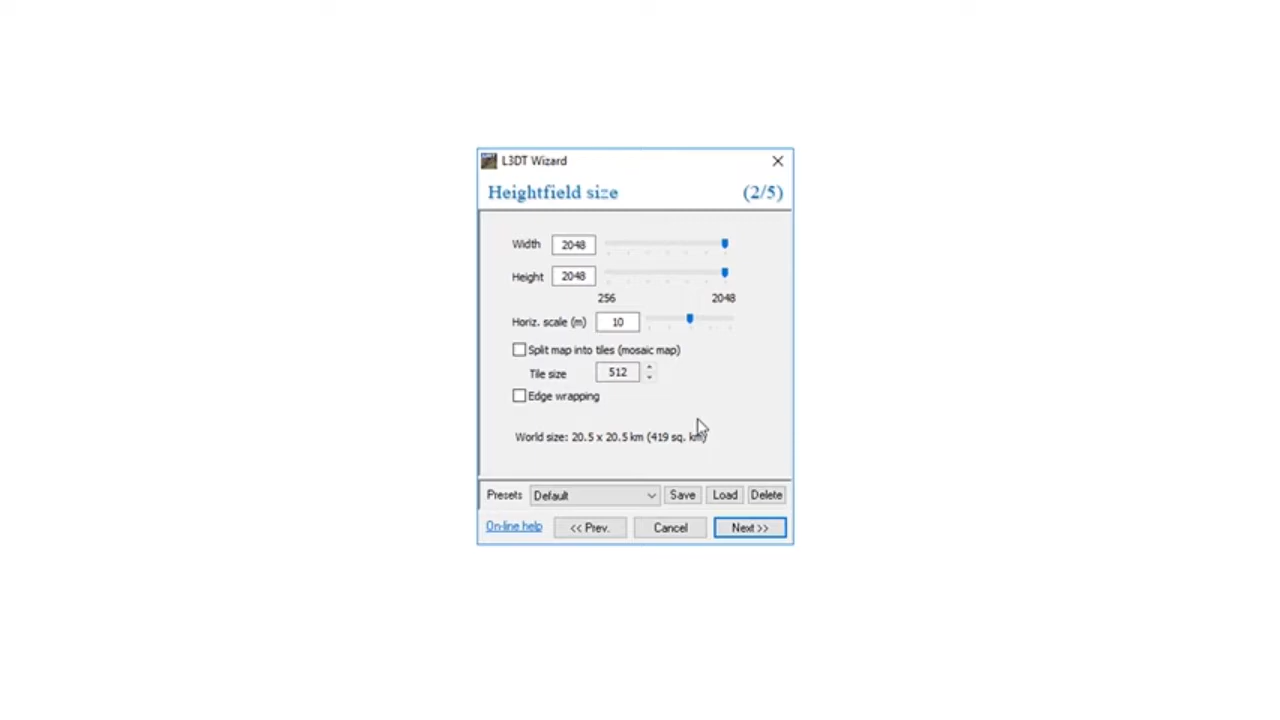 L3DT Wizard
Heightfield size (2/5)
Width 2048
Height 2048
256 2048
Horiz. scale (m) 10
Split map into tiles (mosaic map)
Tile size 512
Edge wrapping
World size: 20.5 x 20.5 km (419 sq. km)
Presets Default Save Load Delete
On-line help << Prev. Cancel Next >>